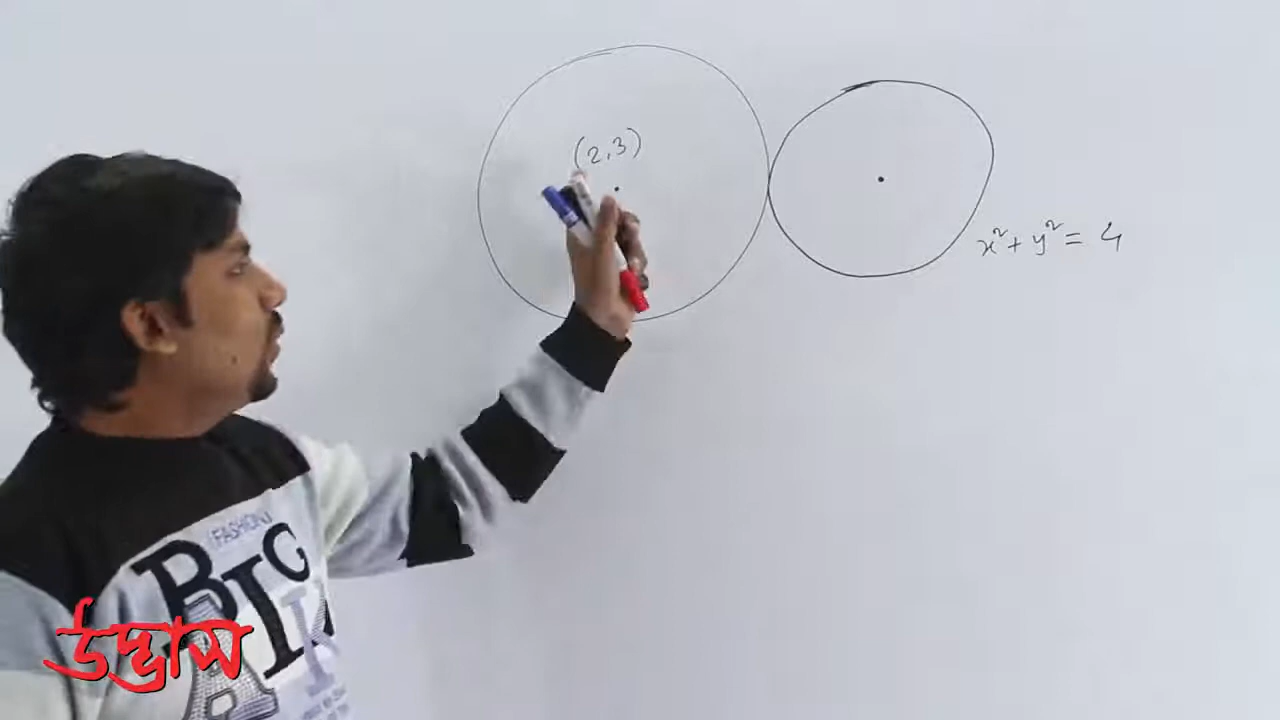 (2,3)
x² + y² = 4
(FASHION)
BIG
উদ্ভাস